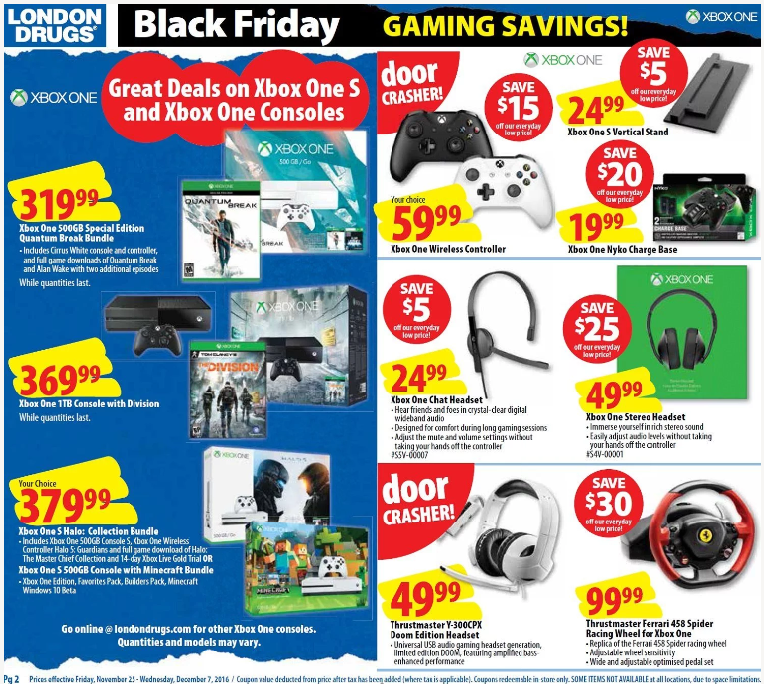 LONDON
DRUGS
Black Friday
GAMING SAVINGS!
XBOX ONE
XBOX ONE
Great Deals on Xbox One S
and Xbox One Consoles
XBOX ONE
500 GB / Go
QUANTUM BREAK
319.99
Xbox One 500GB Special Edition
Quantum Break Bundle
• Includes Cirrus White console and controller,
and full game downloads of Quantum Break
and Alan Wake with two additional episodes
While quantities last.
XBOX ONE
TOM CLANCY'S
THE DIVISION
369.99
Xbox One 1TB Console with Division
While quantities last.
Your Choice
379.99
Xbox One S Halo: Collection Bundle
• Includes Xbox One 500GB Console S, Xbox One Wireless
Controller Halo 5: Guardians and full game download of Halo:
The Master Chief Collection and 14-day Xbox Live Gold Trial OR
Xbox One S 500GB Console with Minecraft Bundle
• Xbox One Edition, Favorites Pack, Builders Pack, Minecraft
Windows 10 Beta
MINECRAFT
Go online @ londondrugs.com for other Xbox One consoles.
Quantities and models may vary.
door
CRASHER!
XBOX ONE
SAVE
$15
off our everyday
low price!
Your choice
59.99
Xbox One Wireless Controller
SAVE
$5
off our everyday
low price!
24.99
Xbox One S Vertical Stand
SAVE
$20
off our everyday
low price!
19.99
Xbox One Nyko Charge Base
CHARGE BASE
SAVE
$5
off our everyday
low price!
24.99
Xbox One Chat Headset
• Hear friends and foes in crystal-clear digital
wideband audio
• Designed for comfort during long gaming sessions
• Adjust the mute and volume settings without
taking your hands off the controller
#S5V-00007
XBOX ONE
SAVE
$25
off our everyday
low price!
49.99
Xbox One Stereo Headset
• Immerse yourself in rich stereo sound
• Easily adjust audio levels without taking
your hands off the controller
#S4V-00001
door
CRASHER!
49.99
Thrustmaster Y-300CPX
Doom Edition Headset
• Universal USB audio gaming headset generation,
limited edition DOOM, featuring amplified bass
enhanced performance
SAVE
$30
off our everyday
low price!
99.99
Thrustmaster Ferrari 458 Spider
Racing Wheel for Xbox One
• Replica of the Ferrari 458 Spider racing wheel
• Adjustable wheel sensitivity
• Wide and adjustable optimised pedal set
Pg 2 Prices effective Friday, November 25 - Wednesday, December 7, 2016 / Coupon value deducted from price after tax has been added (where tax is applicable). Coupons redeemable in store only. SOME ITEMS NOT AVAILABLE at all locations, due to space limitations.